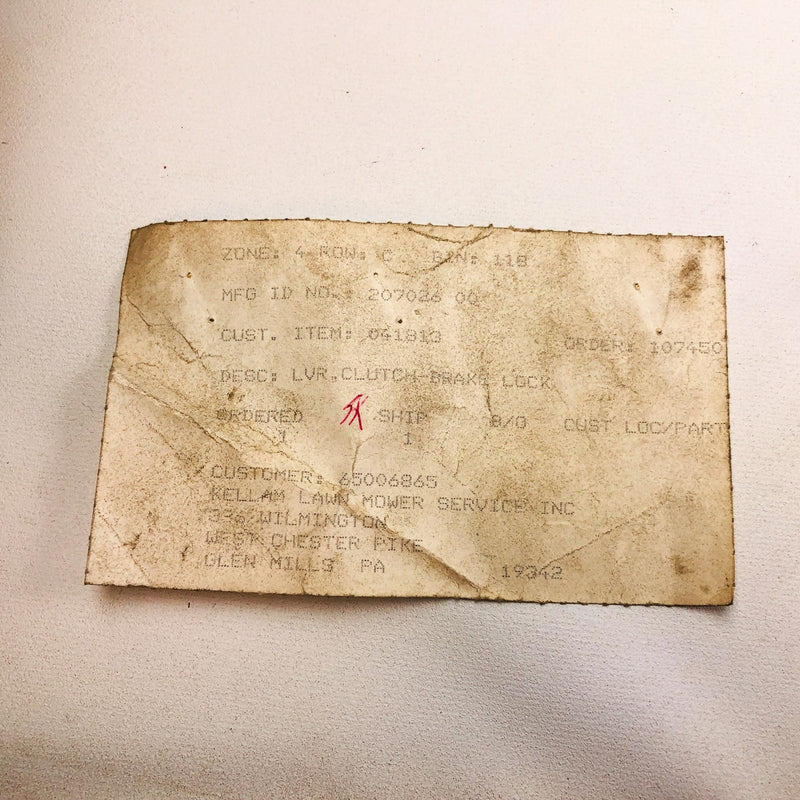 ZONE: 4 ROW: C BIN: 118
MFG ID NO.: 207026 00
CUST. ITEM: 041813 ORDER: 107450
DESC: LVR,CLUTCH-BRAKE LOCK
ORDERED SHIP B/O CUST LOC/PART
1 1
CUSTOMER: 65006865
KELLAM LAWN MOWER SERVICE INC
396 WILMINGTON
WEST CHESTER PIKE
GLEN MILLS PA 19342